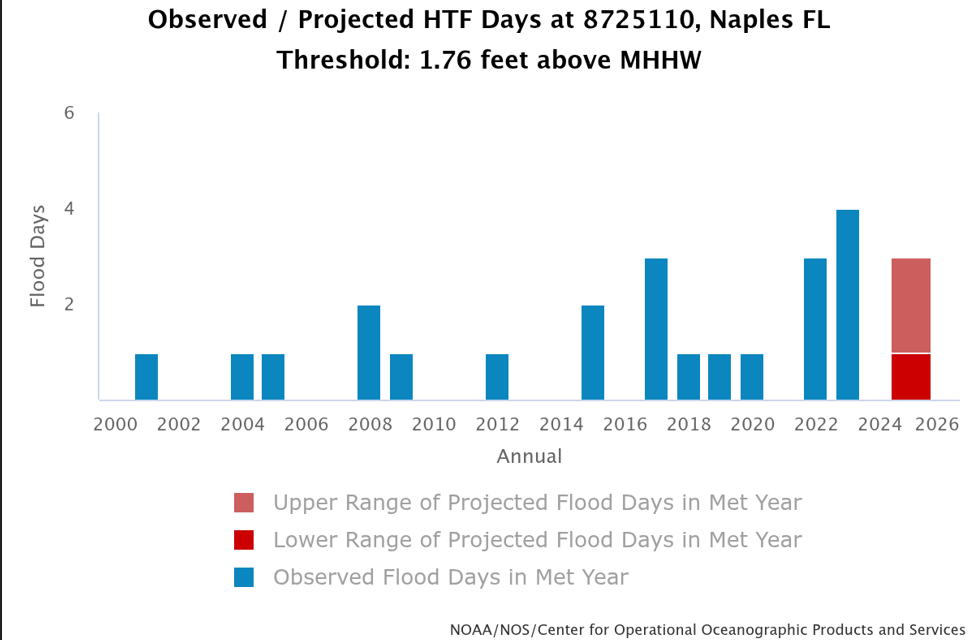 Observed / Projected HTF Days at 8725110, Naples FL
Threshold: 1.76 feet above MHHW
6
4
2
Flood Days
2000 2002 2004 2006 2008 2010 2012 2014 2016 2018 2020 2022 2024 2026
Annual
Upper Range of Projected Flood Days in Met Year
Lower Range of Projected Flood Days in Met Year
Observed Flood Days in Met Year
NOAA/NOS/Center for Operational Oceanographic Products and Services